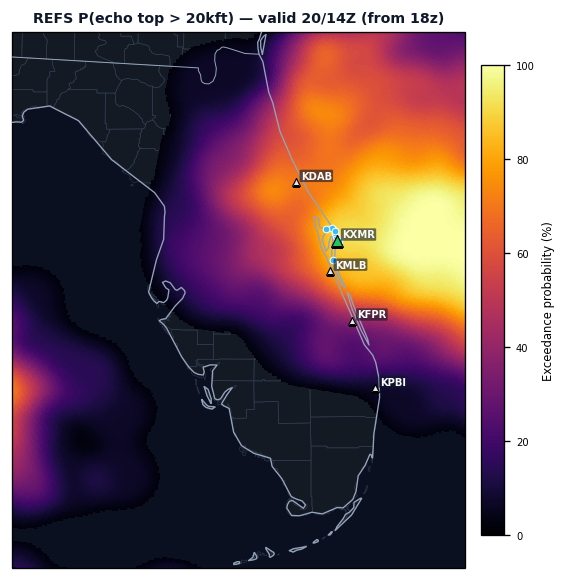 REFS P(echo top > 20kft) — valid 20/14Z (from 18z)
KDAB
KXMR
KMLB
KFPR
KPBI
100
80
60
40
20
0
Exceedance probability (%)